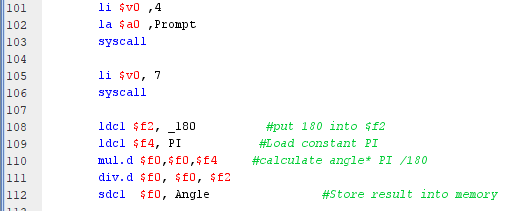 101 li $v0 ,4
102 la $a0 ,Prompt
103 syscall
104
105 li $v0, 7
106 syscall
107
108 ldc1 $f2, _180 #put 180 into $f2
109 ldc1 $f4, PI #Load constant PI
110 mul.d $f0,$f0,$f4 #calculate angle* PI /180
111 div.d $f0, $f0, $f2
112 sdc1 $f0, Angle #Store result into memory